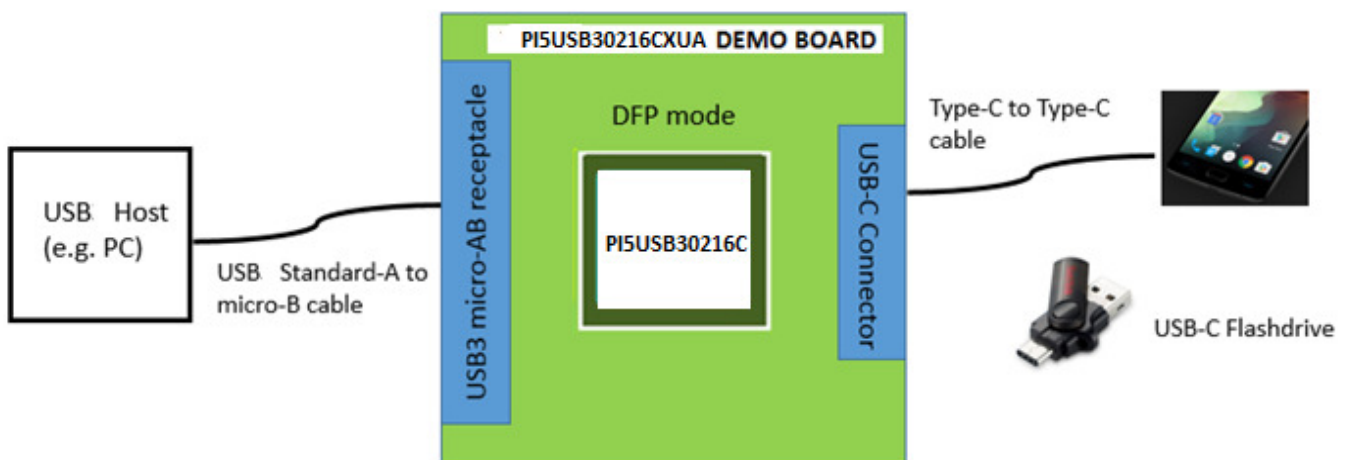 PI5USB30216CXUA DEMO BOARD
USB Host
(e.g. PC)
USB Standard-A to
micro-B cable
USB3 micro-AB receptacle
DFP mode
PI5USB30216C
USB-C Connector
Type-C to Type-C
cable
USB-C Flashdrive